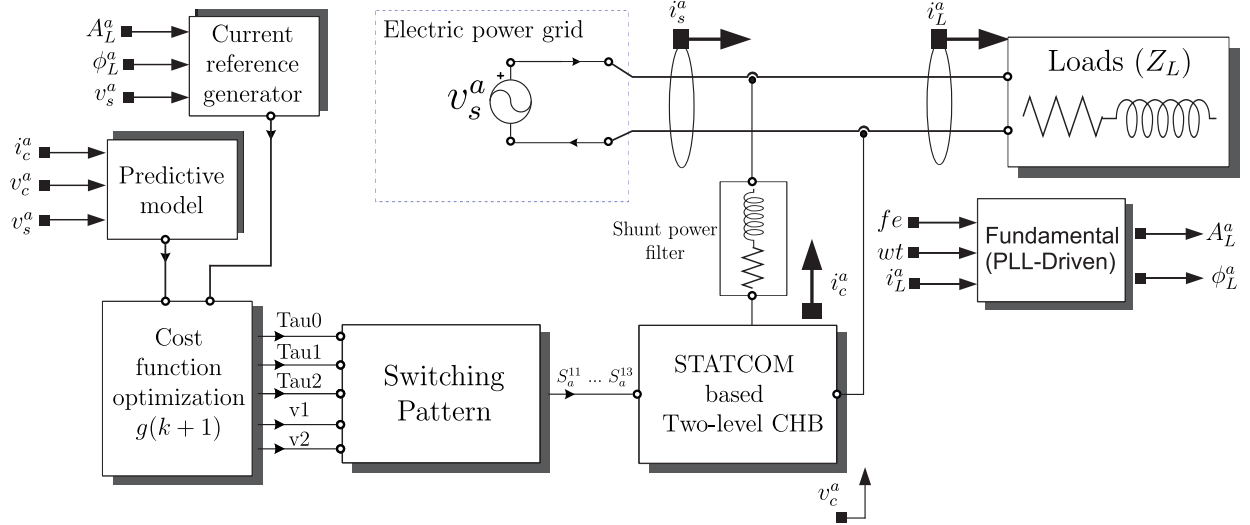 A_L^a
ϕ_L^a
v_s^a
Current
reference
generator
i_c^a
v_c^a
v_s^a
Predictive
model
Electric power grid
+
v_s^a
i_s^a
i_L^a
Loads (Z_L)
Shunt power
filter
i_c^a
fe
wt
i_L^a
Fundamental
(PLL-Driven)
A_L^a
ϕ_L^a
Cost
function
optimization
g(k + 1)
Tau0
Tau1
Tau2
v1
v2
Switching
Pattern
S_a^11 ... S_a^13
STATCOM
based
Two-level CHB
v_c^a